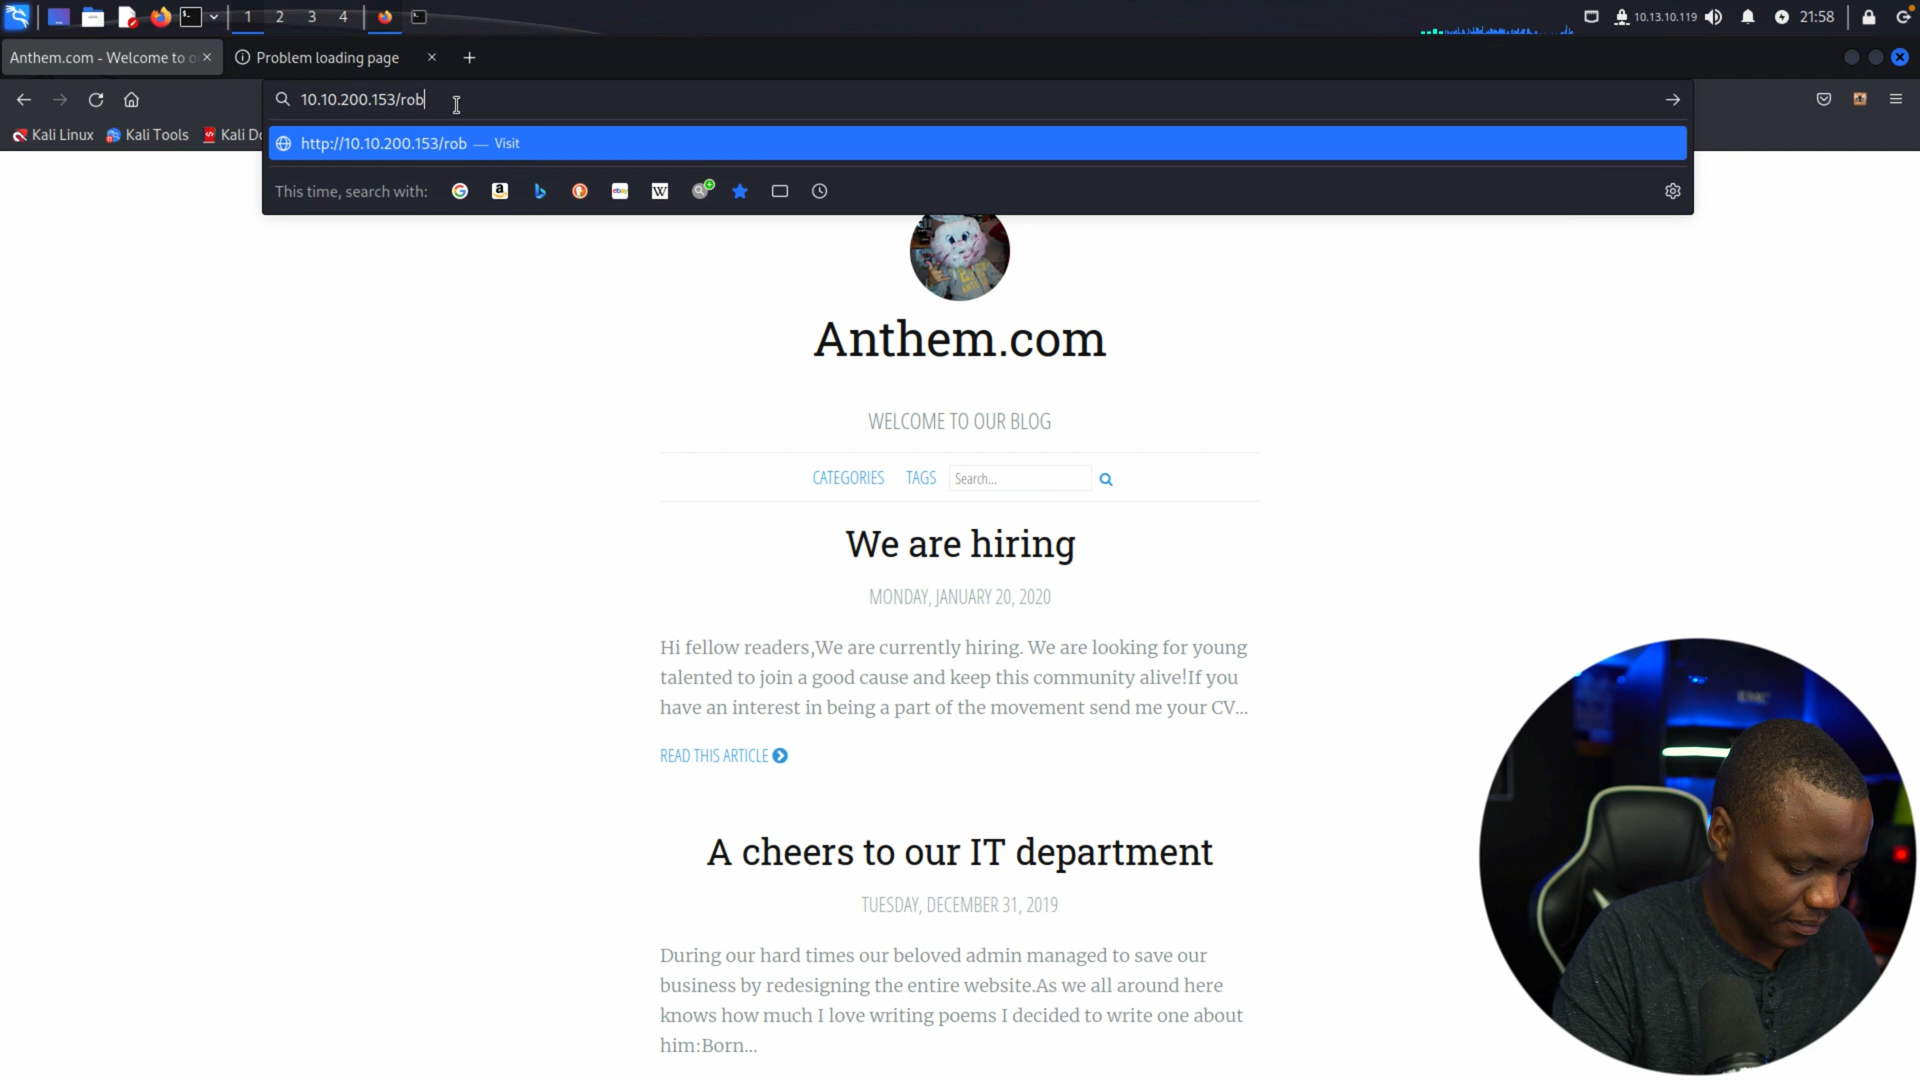 1 2 3 4 10.13.10.119 21:58
Anthem.com - Welcome to o
Problem loading page
10.10.200.153/rob
Kali Linux Kali Tools Kali Do
http://10.10.200.153/rob — Visit
This time, search with:
Anthem.com
WELCOME TO OUR BLOG
CATEGORIES TAGS Search...
We are hiring
MONDAY, JANUARY 20, 2020
Hi fellow readers,We are currently hiring. We are looking for young
talented to join a good cause and keep this community alive!If you
have an interest in being a part of the movement send me your CV...
READ THIS ARTICLE
A cheers to our IT department
TUESDAY, DECEMBER 31, 2019
During our hard times our beloved admin managed to save our
business by redesigning the entire website.As we all around here
knows how much I love writing poems I decided to write one about
him:Born...